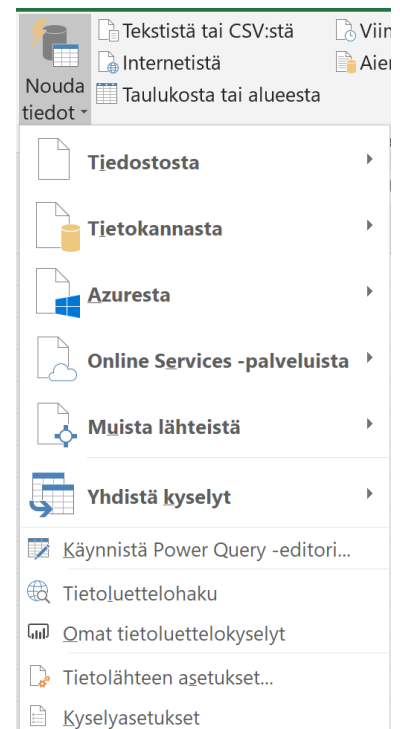 Tekstistä tai CSV:stä
Internetistä
Nouda tiedot
Taulukosta tai alueesta
Tiedostosta
Tietokannasta
Azuresta
Online Services -palveluista
Muista lähteistä
Yhdistä kyselyt
Käynnistä Power Query -editori...
Tietoluettelohaku
Omat tietoluettelokyselyt
Tietolähteen asetukset...
Kyselyasetukset